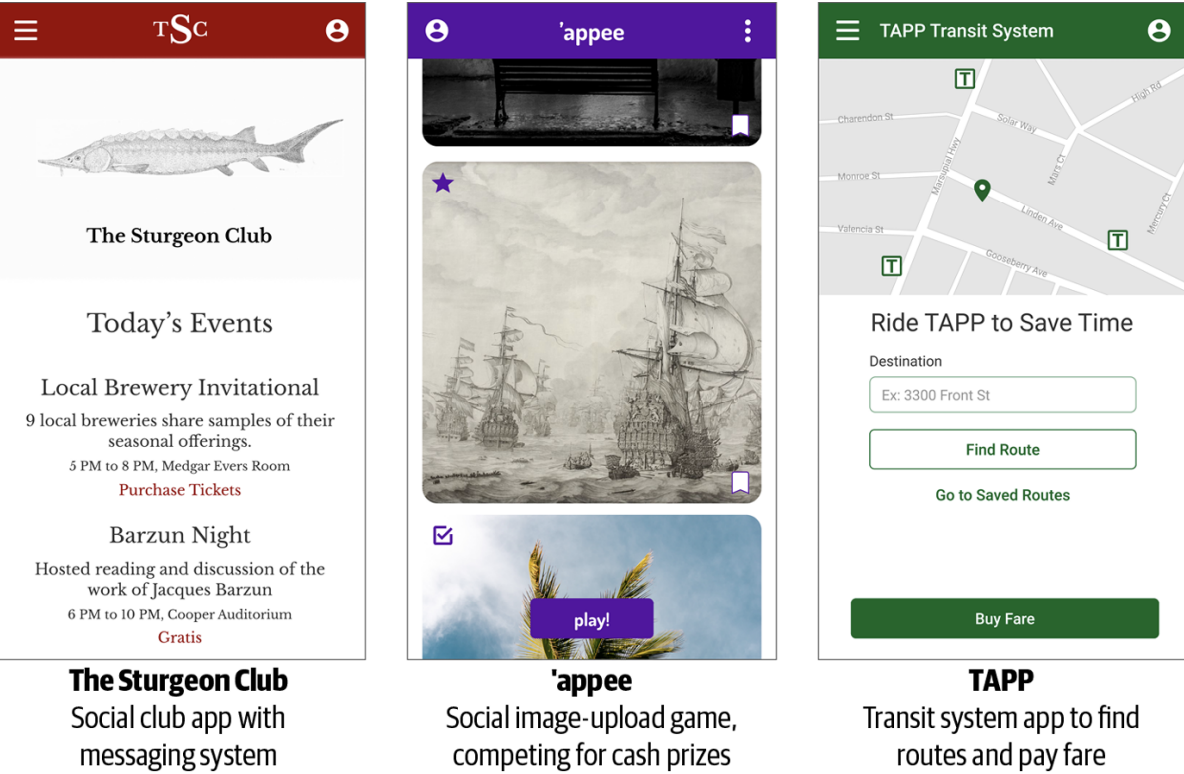 TSC
The Sturgeon Club
Today’s Events
Local Brewery Invitational
9 local breweries share samples of their
seasonal offerings.
5 PM to 8 PM, Medgar Evers Room
Purchase Tickets
Barzun Night
Hosted reading and discussion of the
work of Jacques Barzun
6 PM to 10 PM, Cooper Auditorium
Gratis
The Sturgeon Club
Social club app with
messaging system
’appee
play!
'appee
Social image-upload game,
competing for cash prizes
TAPP Transit System
T
High Rd
Charendon St
Solar Way
Marsupial Hwy
Mal's Ct
Monroe St
Linden Ave
Mercury Ct
Valencia St
T
Gooseberry Ave
T
Ride TAPP to Save Time
Destination
Ex: 3300 Front St
Find Route
Go to Saved Routes
Buy Fare
TAPP
Transit system app to find
routes and pay fare